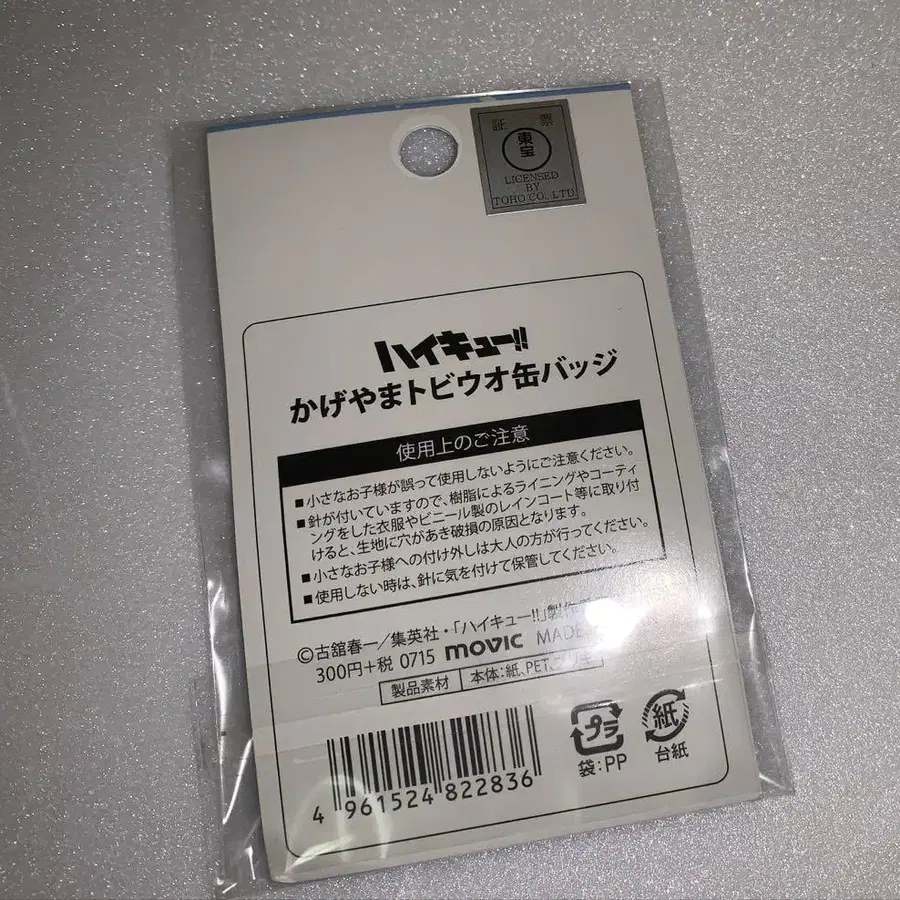 証 票
東宝
LICENSED
BY
TOHO CO., LTD.
ハイキュー!!
かげやまトビウオ缶バッジ
使用上のご注意
■小さなお子様が誤って使用しないようにご注意ください。
■針が付いていますので、樹脂によるライニングやコーティ
ングをした衣服やビニール製のレインコート等に取り付
けると、生地に穴があき破損の原因となります。
■小さなお子様への付け外しは大人の方が行ってください。
■使用しない時は、針に気を付けて保管してください。
©古舘春一/集英社・「ハイキュー!!」製作
300円+税 0715 movic MADE
製品素材 本体:紙、PET、
プラ
紙
袋:PP
台紙
4 961524 822836